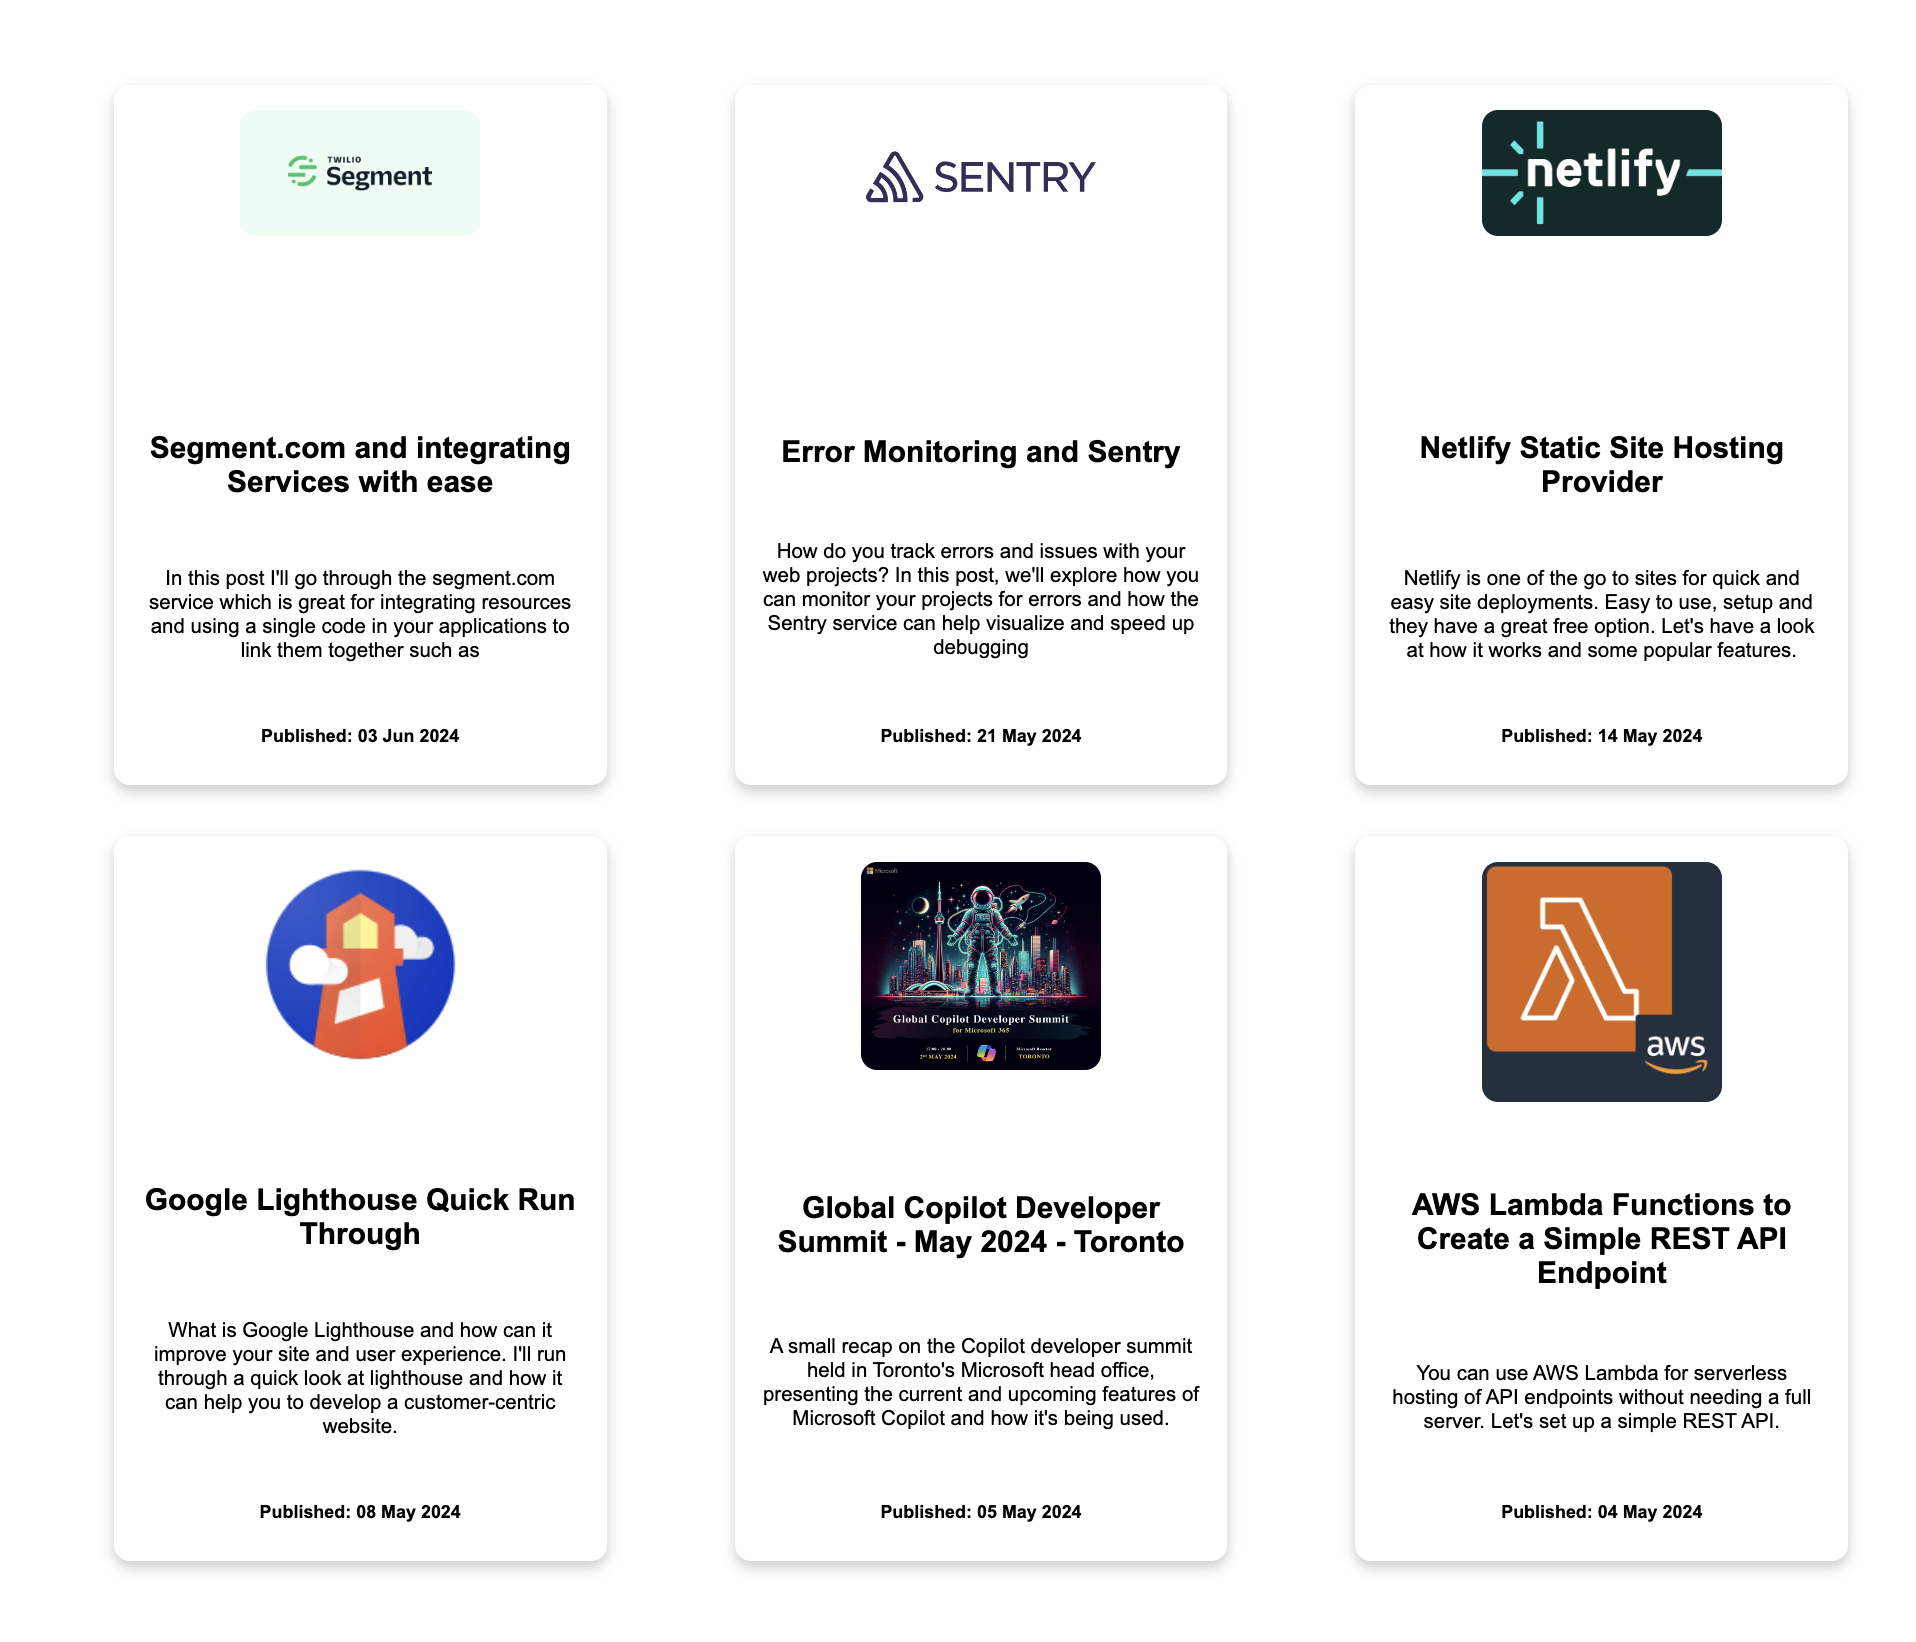 TWILIO
Segment
Segment.com and integrating
Services with ease
In this post I'll go through the segment.com
service which is great for integrating resources
and using a single code in your applications to
link them together such as
Published: 03 Jun 2024
SENTRY
Error Monitoring and Sentry
How do you track errors and issues with your
web projects? In this post, we'll explore how you
can monitor your projects for errors and how the
Sentry service can help visualize and speed up
debugging
Published: 21 May 2024
netlify
Netlify Static Site Hosting
Provider
Netlify is one of the go to sites for quick and
easy site deployments. Easy to use, setup and
they have a great free option. Let's have a look
at how it works and some popular features.
Published: 14 May 2024
Google Lighthouse Quick Run
Through
What is Google Lighthouse and how can it
improve your site and user experience. I'll run
through a quick look at lighthouse and how it
can help you to develop a customer-centric
website.
Published: 08 May 2024
Microsoft
Global Copilot Developer Summit
for Microsoft 365
17:00 - 20:00
2nd MAY 2024
Microsoft Reactor
TORONTO
Global Copilot Developer
Summit - May 2024 - Toronto
A small recap on the Copilot developer summit
held in Toronto's Microsoft head office,
presenting the current and upcoming features of
Microsoft Copilot and how it's being used.
Published: 05 May 2024
aws
AWS Lambda Functions to
Create a Simple REST API
Endpoint
You can use AWS Lambda for serverless
hosting of API endpoints without needing a full
server. Let's set up a simple REST API.
Published: 04 May 2024